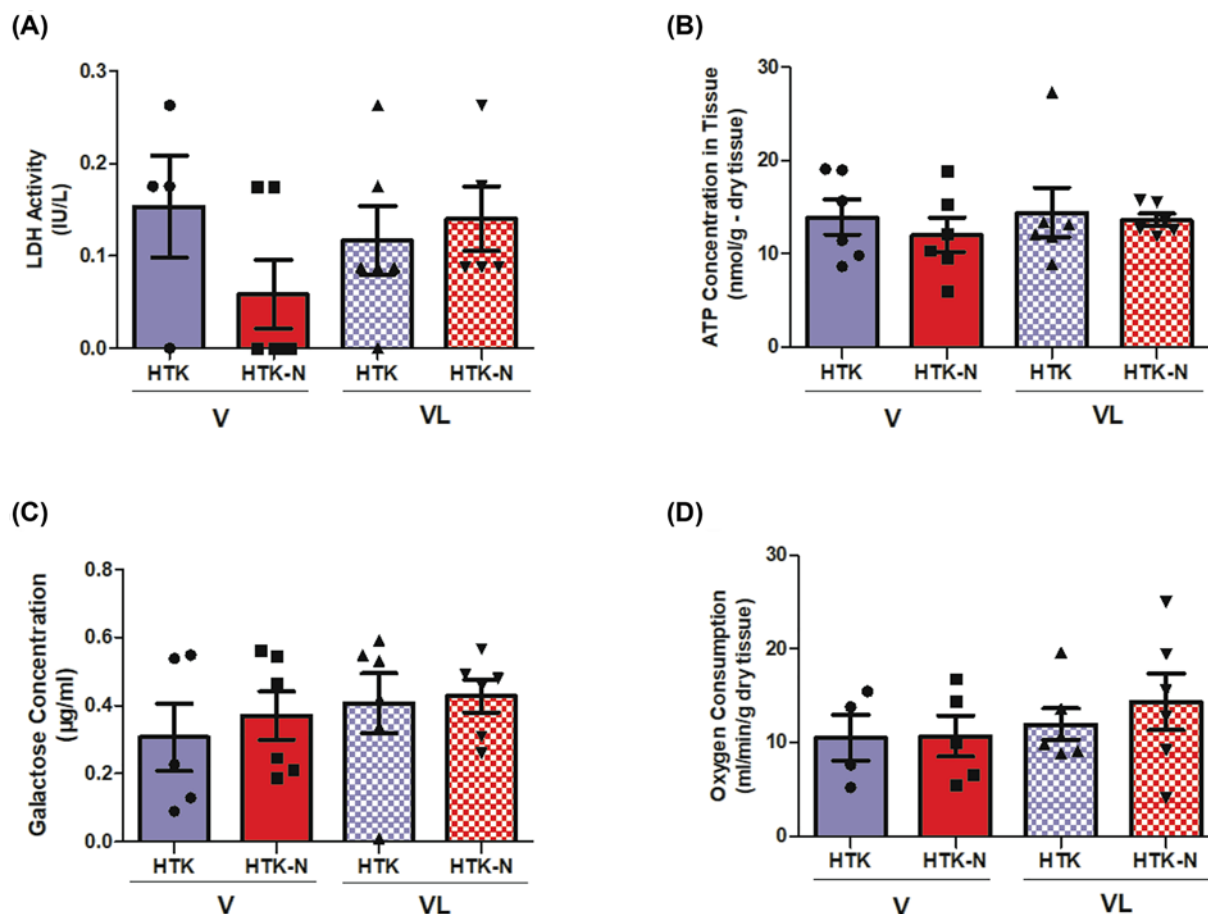 (A)
LDH Activity
(IU/L)
0.3
0.2
0.1
0.0
HTK HTK-N HTK HTK-N
V VL
(B)
ATP Concentration in Tissue
(nmol/g - dry tissue)
30
20
10
0
HTK HTK-N HTK HTK-N
V VL
(C)
Galactose Concentration
(µg/ml)
0.8
0.6
0.4
0.2
0.0
HTK HTK-N HTK HTK-N
V VL
(D)
Oxygen Consumption
(ml/min/g dry tissue)
30
20
10
0
HTK HTK-N HTK HTK-N
V VL